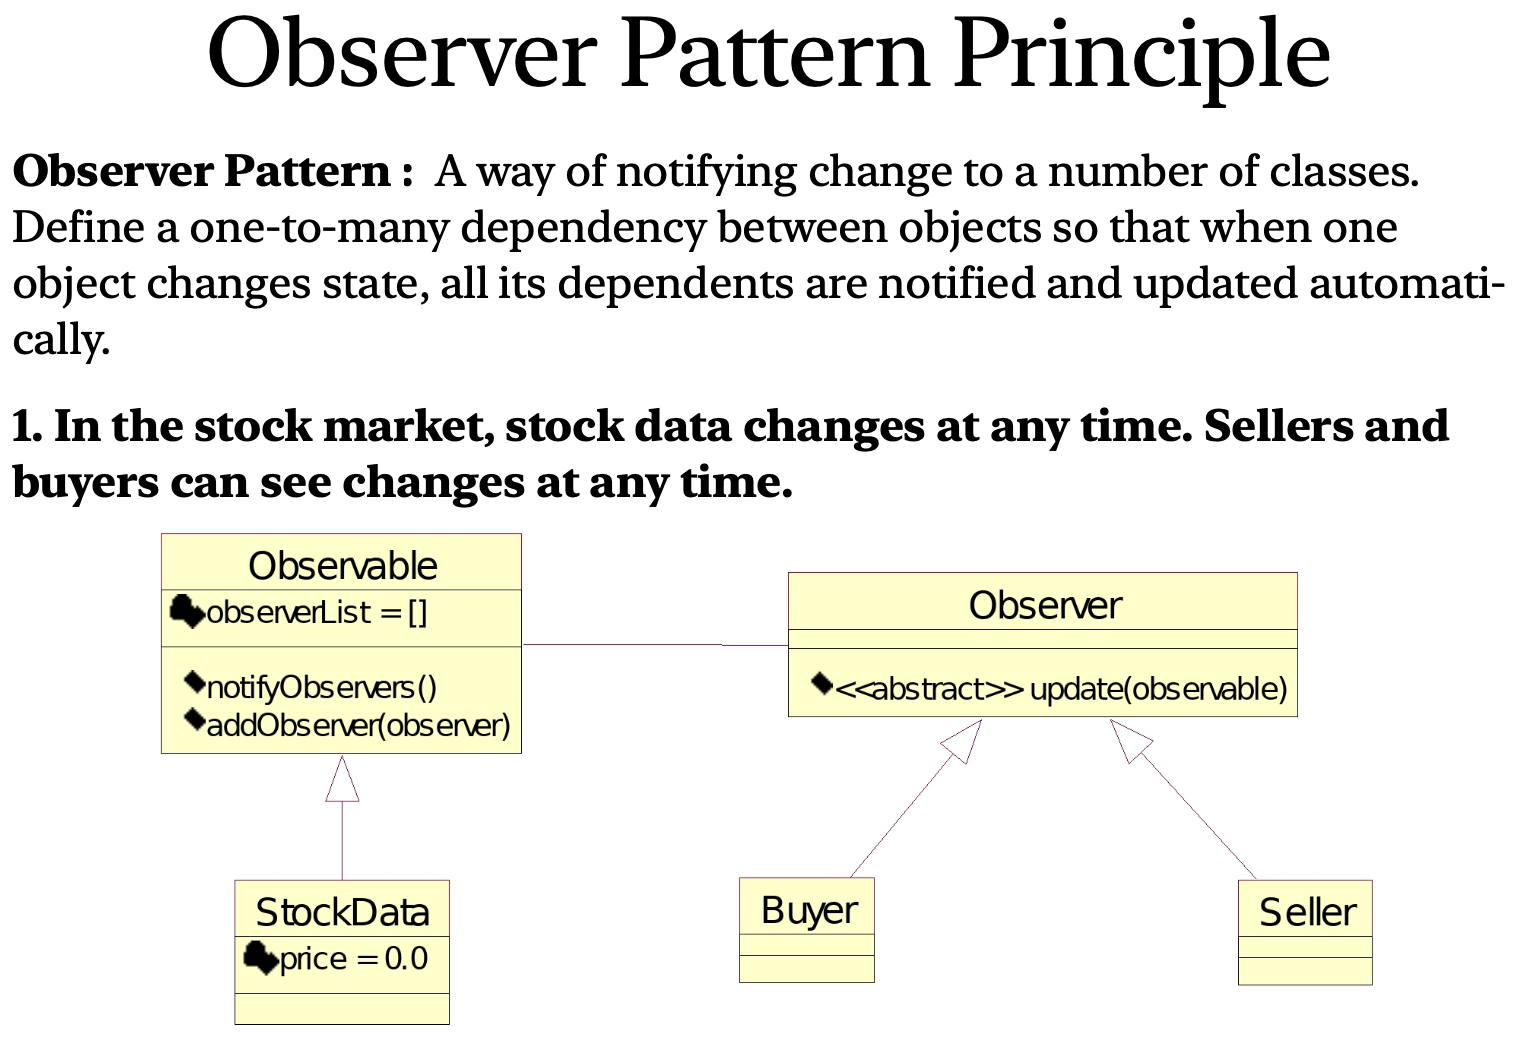 Observer Pattern Principle
Observer Pattern : A way of notifying change to a number of classes.
Define a one-to-many dependency between objects so that when one
object changes state, all its dependents are notified and updated automati-
cally.
1. In the stock market, stock data changes at any time. Sellers and
buyers can see changes at any time.
Observable
observerList = []
notifyObservers()
addObserver(observer)
Observer
<<abstract>> update(observable)
StockData
price = 0.0
Buyer
Seller